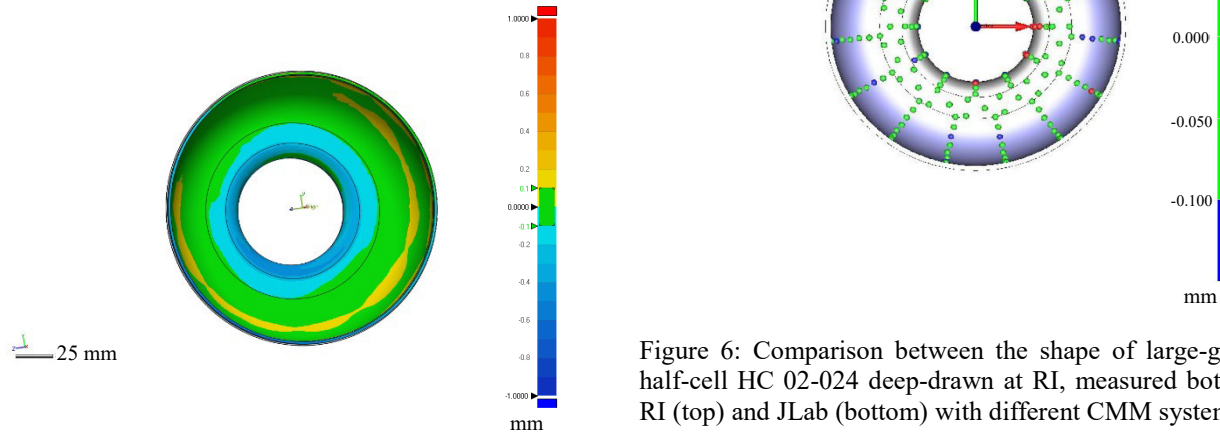 1.0000
0.8
0.6
0.4
0.2
0.1
0.0000
-0.1
-0.2
-0.4
-0.6
-0.8
-1.0000
mm
25 mm
0.000
-0.050
-0.100
mm
Figure 6: Comparison between the shape of large-g
half-cell HC 02-024 deep-drawn at RI, measured bot
RI (top) and JLab (bottom) with different CMM system